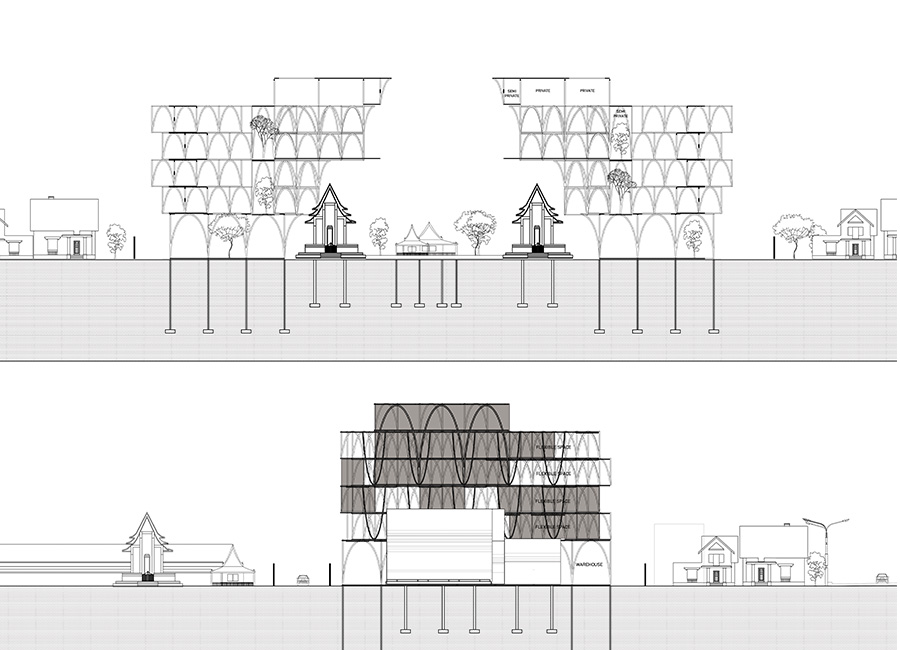 SEMI-
PRIVATE
PRIVATE
PRIVATE
SEMI-
PRIVATE
FLEXIBLE SPACE
FLEXIBLE SPACE
FLEXIBLE SPACE
FLEXIBLE SPACE
WAREHOUSE